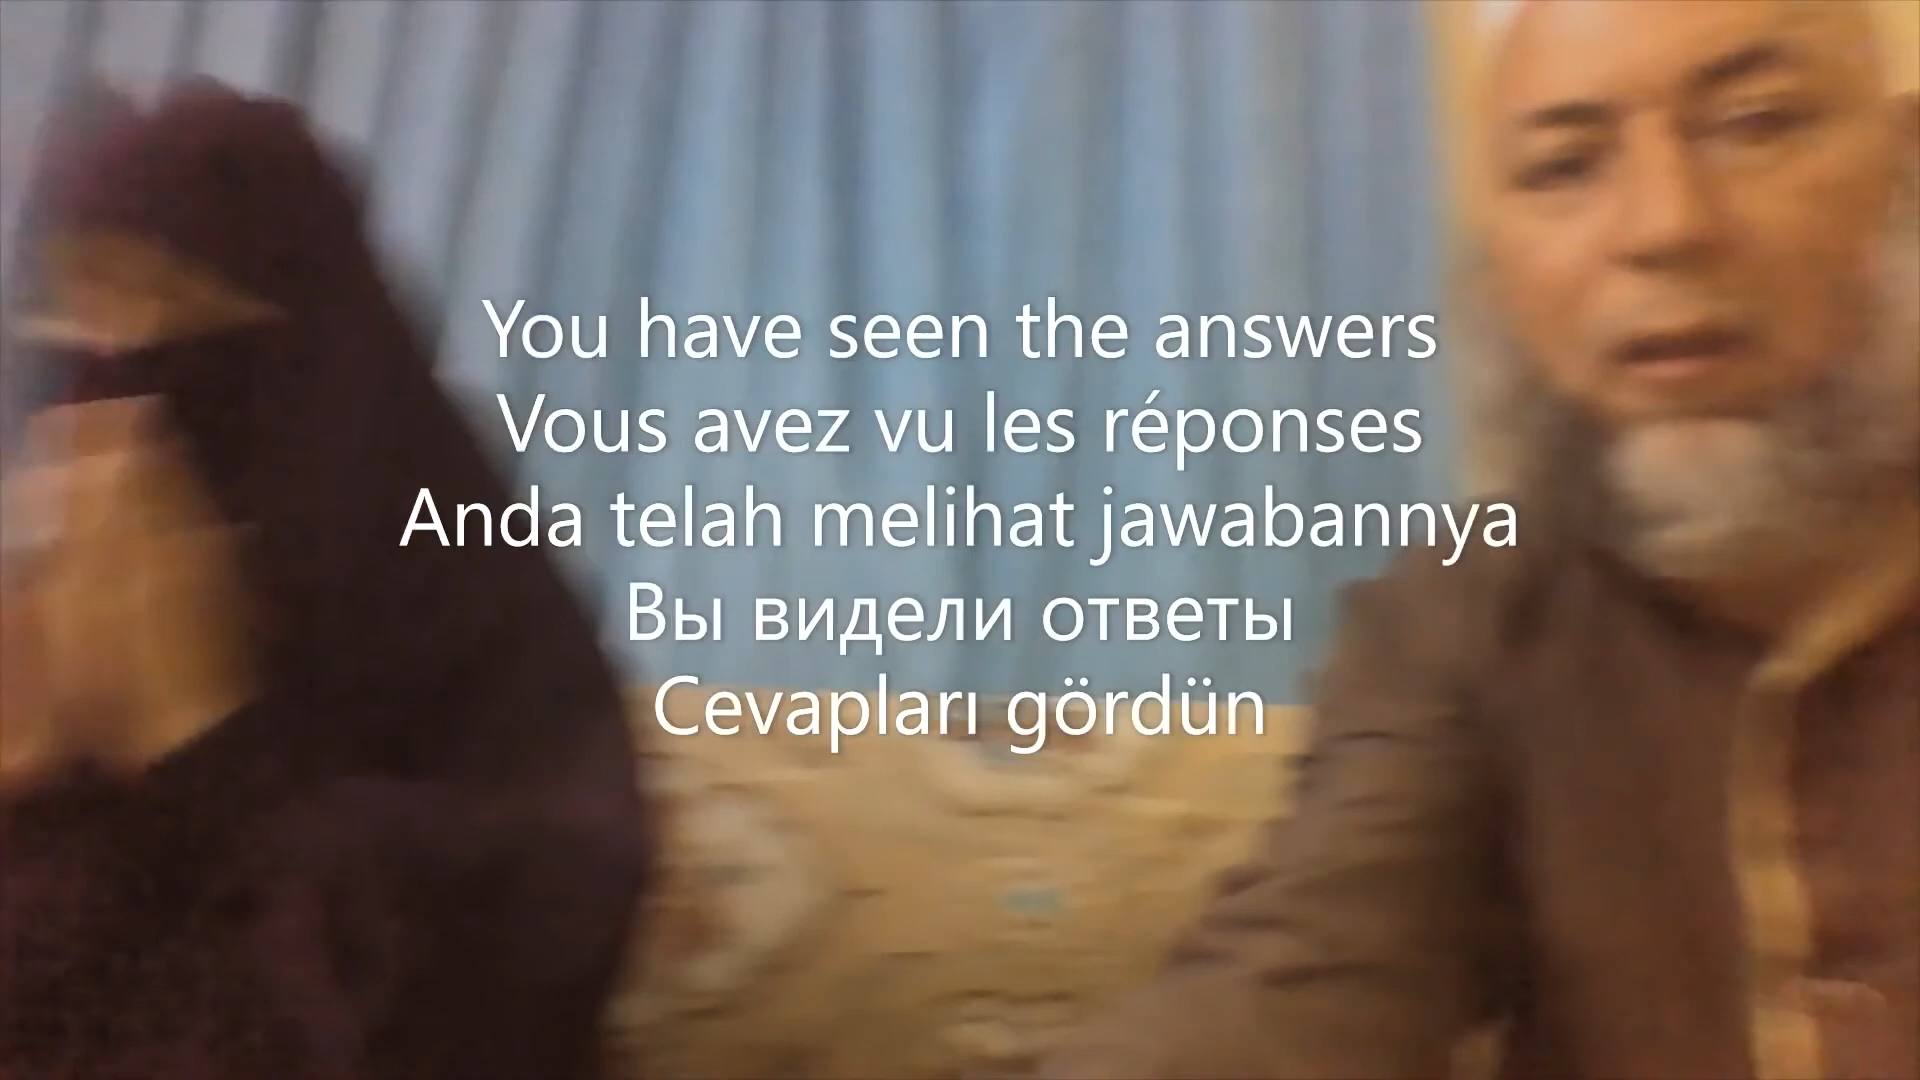 You have seen the answers
Vous avez vu les réponses
Anda telah melihat jawabannya
Вы видели ответы
Cevapları gördün